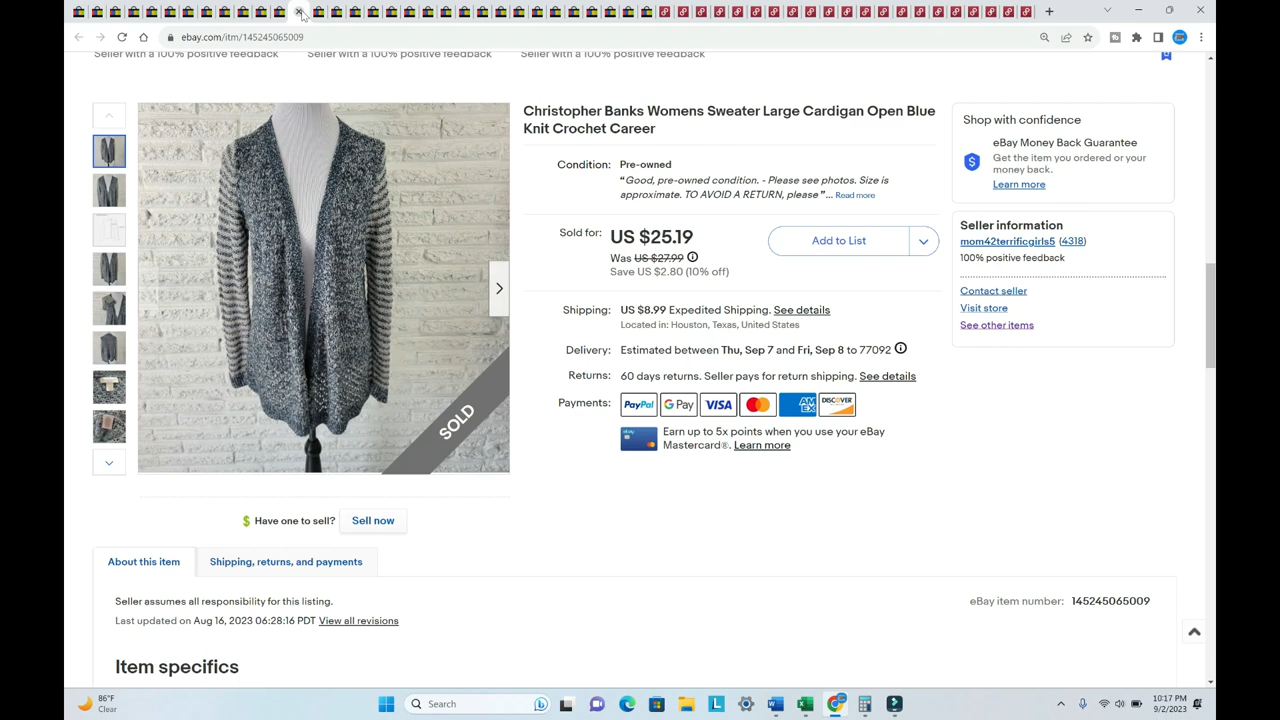 ebay.com/itm/145245065009
Seller with a 100% positive feedback
Seller with a 100% positive feedback
Seller with a 100% positive feedback
Christopher Banks Womens Sweater Large Cardigan Open Blue
Knit Crochet Career
Condition: Pre-owned
“Good, pre-owned condition. - Please see photos. Size is
approximate. TO AVOID A RETURN, please”... Read more
Sold for: US $25.19
Add to List
Was US $27.99
Save US $2.80 (10% off)
Shipping: US $8.99 Expedited Shipping. See details
Located in: Houston, Texas, United States
Delivery: Estimated between Thu, Sep 7 and Fri, Sep 8 to 77092
Returns: 60 days returns. Seller pays for return shipping. See details
Payments: PayPal G Pay VISA MasterCard AM EX DISCOVER
Earn up to 5x points when you use your eBay
Mastercard®. Learn more
Shop with confidence
eBay Money Back Guarantee
Get the item you ordered or your
money back.
Learn more
Seller information
mom42terrificgirls5 (4318)
100% positive feedback
Contact seller
Visit store
See other items
SOLD
Have one to sell? Sell now
About this item
Shipping, returns, and payments
Seller assumes all responsibility for this listing.
Last updated on Aug 16, 2023 06:28:16 PDT View all revisions
eBay item number: 145245065009
Item specifics
86°F
Clear
Search
10:17 PM
9/2/2023